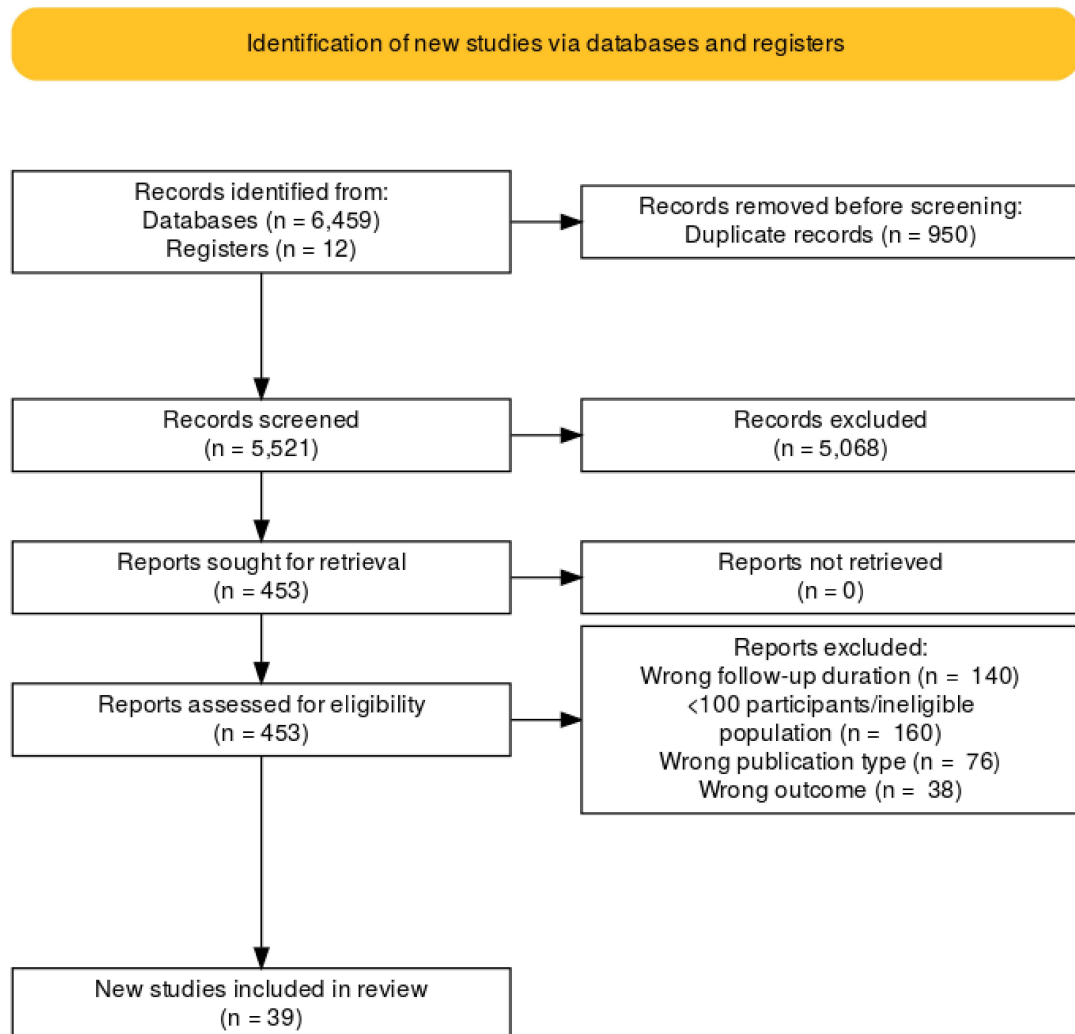 Identification of new studies via databases and registers
Records identified from:
Databases (n = 6,459)
Registers (n = 12)
Records removed before screening:
Duplicate records (n = 950)
Records screened
(n = 5,521)
Records excluded
(n = 5,068)
Reports sought for retrieval
(n = 453)
Reports not retrieved
(n = 0)
Reports assessed for eligibility
(n = 453)
Reports excluded:
Wrong follow-up duration (n = 140)
<100 participants/ineligible
population (n = 160)
Wrong publication type (n = 76)
Wrong outcome (n = 38)
New studies included in review
(n = 39)